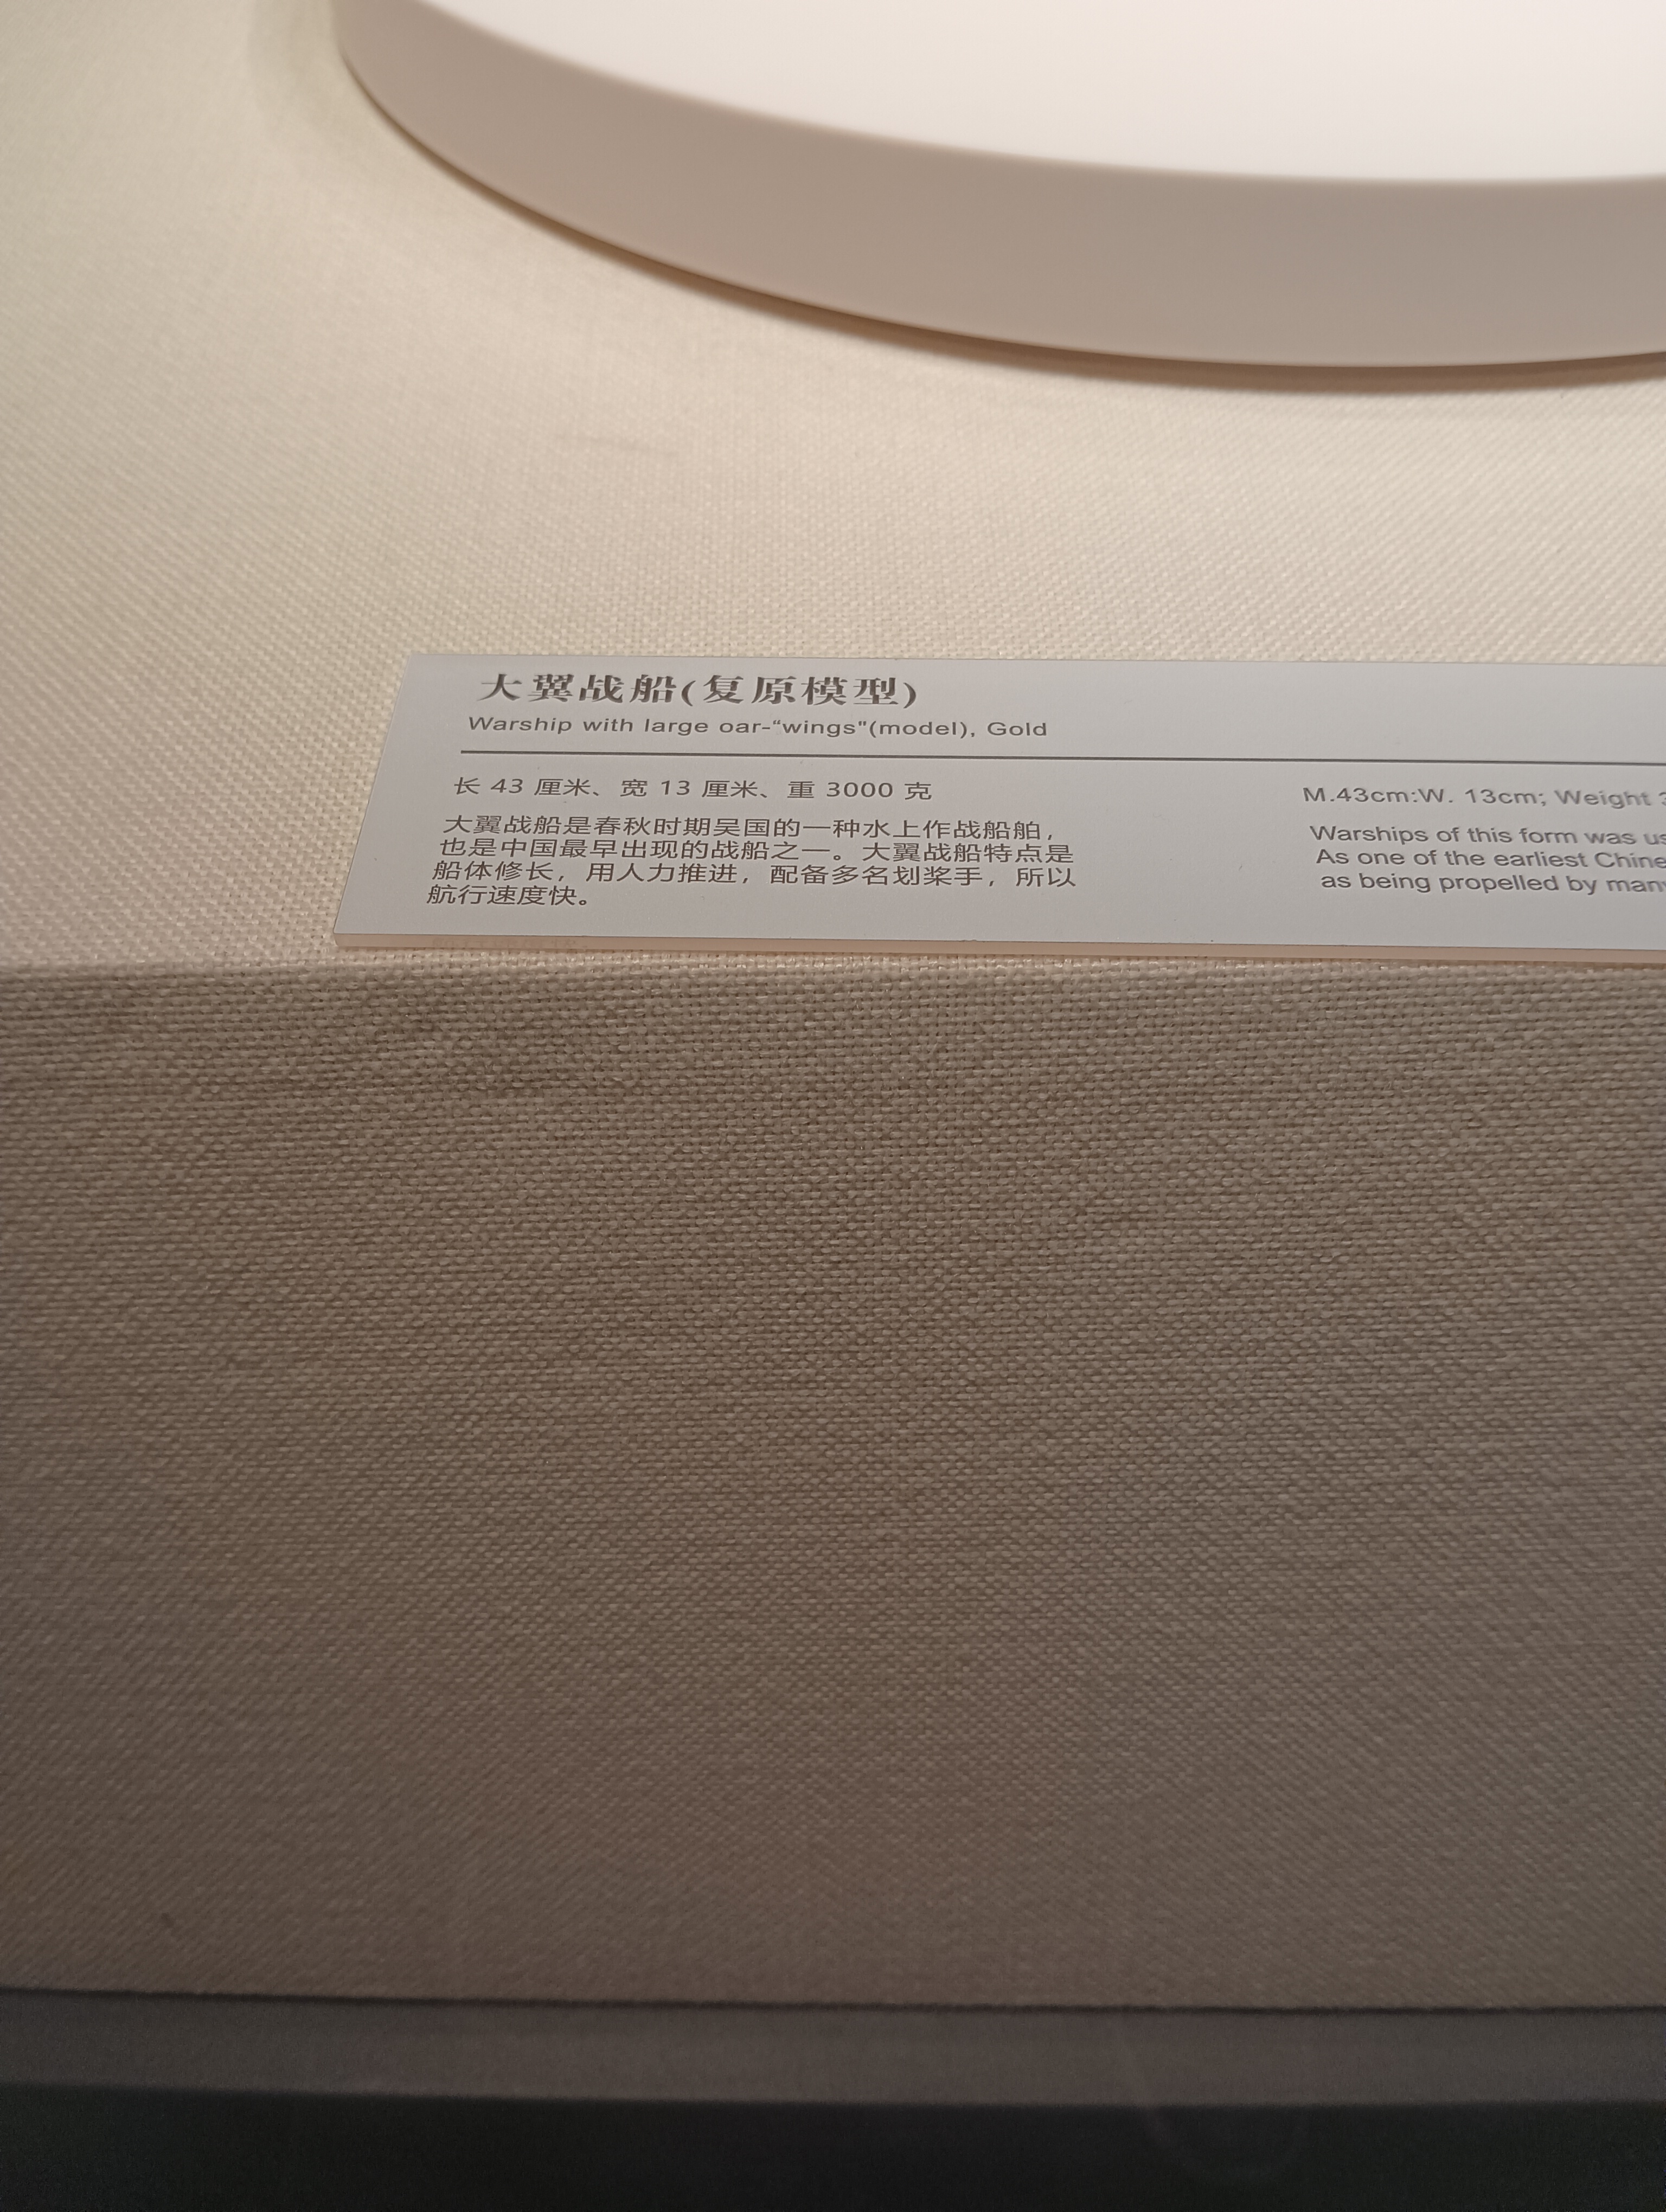 大翼战船(复原模型)
Warship with large oar-“wings"(model), Gold
长 43 厘米、宽 13 厘米、重 3000 克
大翼战船是春秋时期吴国的一种水上作战船舶，
也是中国最早出现的战船之一。大翼战船特点是
船体修长，用人力推进，配备多名划桨手，所以
航行速度快。
M.43cm:W. 13cm; Weight
Warships of this form was
As one of the earliest
as being propelled by